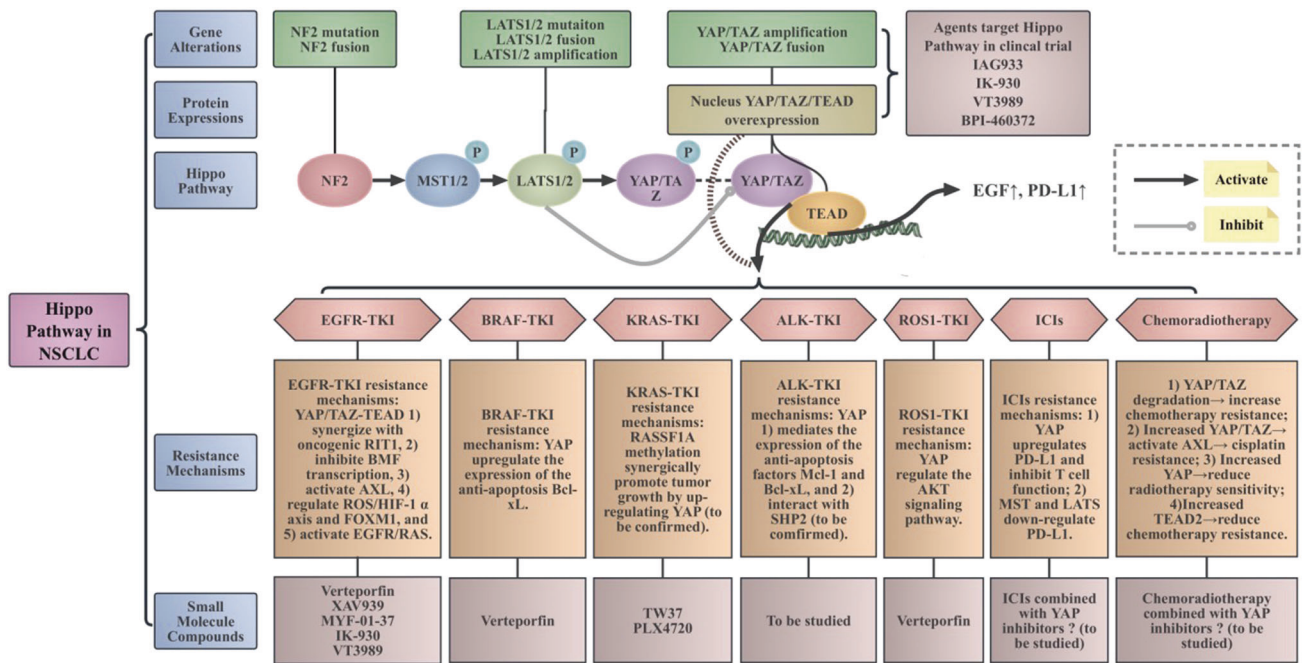 Gene
Alterations
NF2 mutation
NF2 fusion
LATS1/2 mutaiton
LATS1/2 fusion
LATS1/2 amplification
YAP/TAZ amplification
YAP/TAZ fusion
Agents target Hippo
Pathway in clincal trial
IAG933
IK-930
VT3989
BPI-460372
Protein
Expressions
Nucleus YAP/TAZ/TEAD
overexpression
Hippo
Pathway
NF2
MST1/2
P
LATS1/2
P
YAP/TA
Z
P
YAP/TAZ
TEAD
EGF↑, PD-L1↑
Activate
Inhibit
Hippo
Pathway in
NSCLC
EGFR-TKI
BRAF-TKI
KRAS-TKI
ALK-TKI
ROS1-TKI
ICIs
Chemoradiotherapy
Resistance
Mechanisms
EGFR-TKI resistance
mechanisms:
YAP/TAZ-TEAD 1)
synergize with
oncogenic RIT1, 2)
inhibite BMF
transcription, 3)
activate AXL, 4)
regulate ROS/HIF-1 α
axis and FOXM1, and
5) activate EGFR/RAS.
BRAF-TKI
resistance
mechanism: YAP
upregulate the
expression of the
anti-apoptosis Bcl-
xL.
KRAS-TKI
resistance
mechanisms:
RASSF1A
methylation
synergically
promote tumor
growth by up-
regulating YAP (to
be confirmed).
ALK-TKI
resistance
mechanisms: YAP
1) mediates the
expression of the
anti-apoptosis
factors Mcl-1 and
Bcl-xL, and 2)
interact with
SHP2 (to be
comfirmed).
ROS1-TKI
resistance
mechanism:
YAP
regulate the
AKT
signaling
pathway.
ICIs resistance
mechanisms: 1)
YAP
upregulates
PD-L1 and
inhibit T cell
function; 2)
MST and LATS
down-regulate
PD-L1.
1) YAP/TAZ
degradation→ increase
chemotherapy resistance;
2) Increased YAP/TAZ→
activate AXL→ cisplatin
resistance; 3) Increased
YAP→reduce
radiotherapy sensitivity;
4)Increased
TEAD2→reduce
chemotherapy resistance.
Small
Molecule
Compounds
Verteporfin
XAV939
MYF-01-37
IK-930
VT3989
Verteporfin
TW37
PLX4720
To be studied
Verteporfin
ICIs combined
with YAP
inhibitors ? (to
be studied)
Chemoradiotherapy
combined with YAP
inhibitors ? (to be
studied)